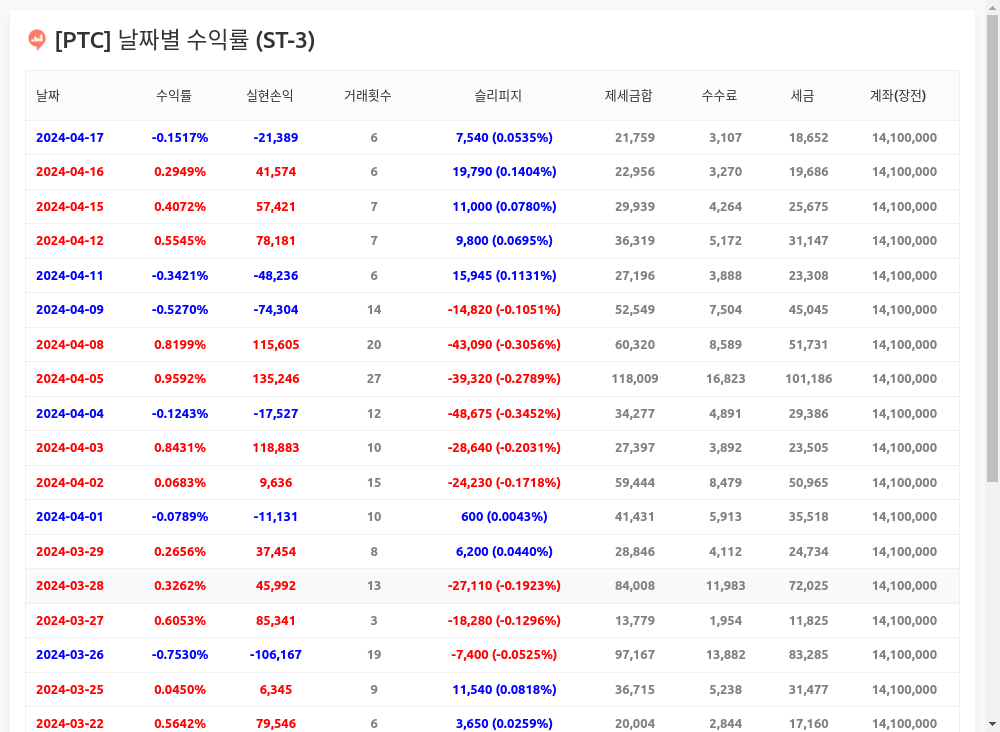 [PTC] 날짜별 수익률 (ST-3)
날짜 수익률 실현손익 거래횟수 슬리피지 제세금합 수수료 세금 계좌(장전)
2024-04-17 -0.1517% -21,389 6 7,540 (0.0535%) 21,759 3,107 18,652 14,100,000
2024-04-16 0.2949% 41,574 6 19,790 (0.1404%) 22,956 3,270 19,686 14,100,000
2024-04-15 0.4072% 57,421 7 11,000 (0.0780%) 29,939 4,264 25,675 14,100,000
2024-04-12 0.5545% 78,181 7 9,800 (0.0695%) 36,319 5,172 31,147 14,100,000
2024-04-11 -0.3421% -48,236 6 15,945 (0.1131%) 27,196 3,888 23,308 14,100,000
2024-04-09 -0.5270% -74,304 14 -14,820 (-0.1051%) 52,549 7,504 45,045 14,100,000
2024-04-08 0.8199% 115,605 20 -43,090 (-0.3056%) 60,320 8,589 51,731 14,100,000
2024-04-05 0.9592% 135,246 27 -39,320 (-0.2789%) 118,009 16,823 101,186 14,100,000
2024-04-04 -0.1243% -17,527 12 -48,675 (-0.3452%) 34,277 4,891 29,386 14,100,000
2024-04-03 0.8431% 118,883 10 -28,640 (-0.2031%) 27,397 3,892 23,505 14,100,000
2024-04-02 0.0683% 9,636 15 -24,230 (-0.1718%) 59,444 8,479 50,965 14,100,000
2024-04-01 -0.0789% -11,131 10 600 (0.0043%) 41,431 5,913 35,518 14,100,000
2024-03-29 0.2656% 37,454 8 6,200 (0.0440%) 28,846 4,112 24,734 14,100,000
2024-03-28 0.3262% 45,992 13 -27,110 (-0.1923%) 84,008 11,983 72,025 14,100,000
2024-03-27 0.6053% 85,341 3 -18,280 (-0.1296%) 13,779 1,954 11,825 14,100,000
2024-03-26 -0.7530% -106,167 19 -7,400 (-0.0525%) 97,167 13,882 83,285 14,100,000
2024-03-25 0.0450% 6,345 9 11,540 (0.0818%) 36,715 5,238 31,477 14,100,000
2024-03-22 0.5642% 79,546 6 3,650 (0.0259%) 20,004 2,844 17,160 14,100,000